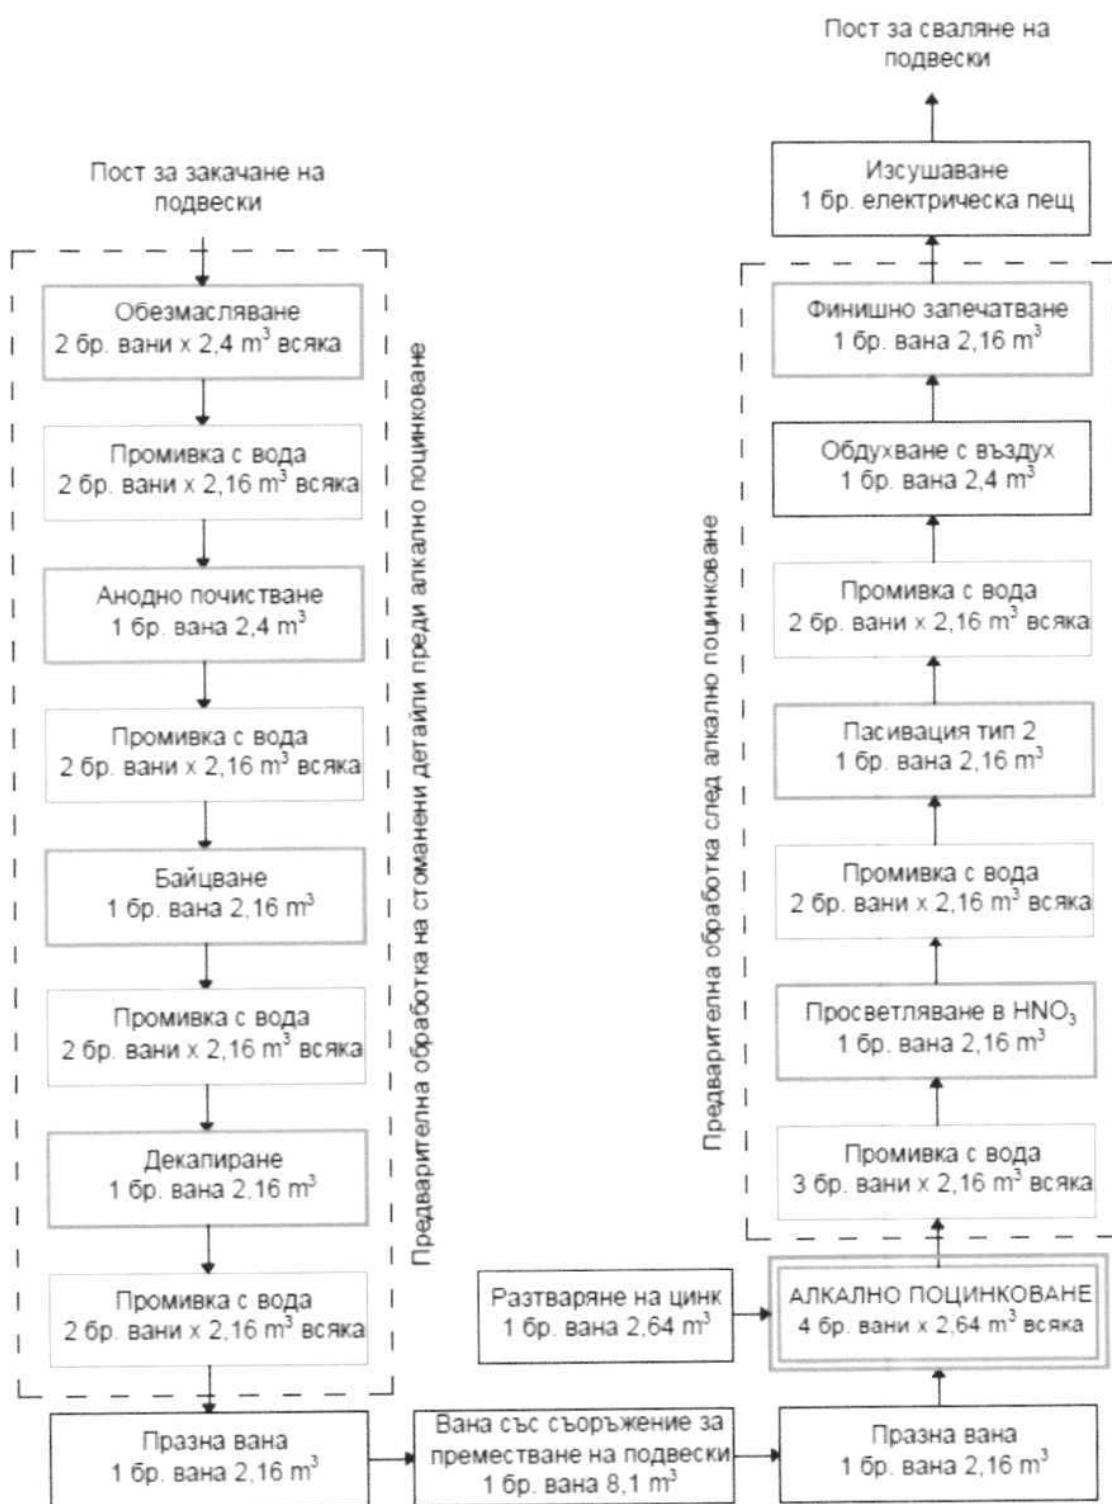 Пост за закачане на
подвески
Обезмасляване
2 бр. вани x 2,4 m³ всяка
Промивка с вода
2 бр. вани x 2,16 m³ всяка
Анодно почистване
1 бр. вана 2,4 m³
Промивка с вода
2 бр. вани x 2,16 m³ всяка
Байцване
1 бр. вана 2,16 m³
Промивка с вода
2 бр. вани x 2,16 m³ всяка
Декапиране
1 бр. вана 2,16 m³
Промивка с вода
2 бр. вани x 2,16 m³ всяка
Предварителна обработка на стоманени детайли преди алкално поцинковане
Празна вана
1 бр. вана 2,16 m³
Вана със съоръжение за
преместване на подвески
1 бр. вана 8,1 m³
Празна вана
1 бр. вана 2,16 m³
Разтваряне на цинк
1 бр. вана 2,64 m³
АЛКАЛНО ПОЦИНКОВАНЕ
4 бр. вани x 2,64 m³ всяка
Промивка с вода
3 бр. вани x 2,16 m³ всяка
Просветляване в HNO₃
1 бр. вана 2,16 m³
Промивка с вода
2 бр. вани x 2,16 m³ всяка
Пасивация тип 2
1 бр. вана 2,16 m³
Промивка с вода
2 бр. вани x 2,16 m³ всяка
Обдухване с въздух
1 бр. вана 2,4 m³
Финишно запечатване
1 бр. вана 2,16 m³
Предварителна обработка след алкално поцинковане
Изсушаване
1 бр. електрическа пещ
Пост за сваляне на
подвески